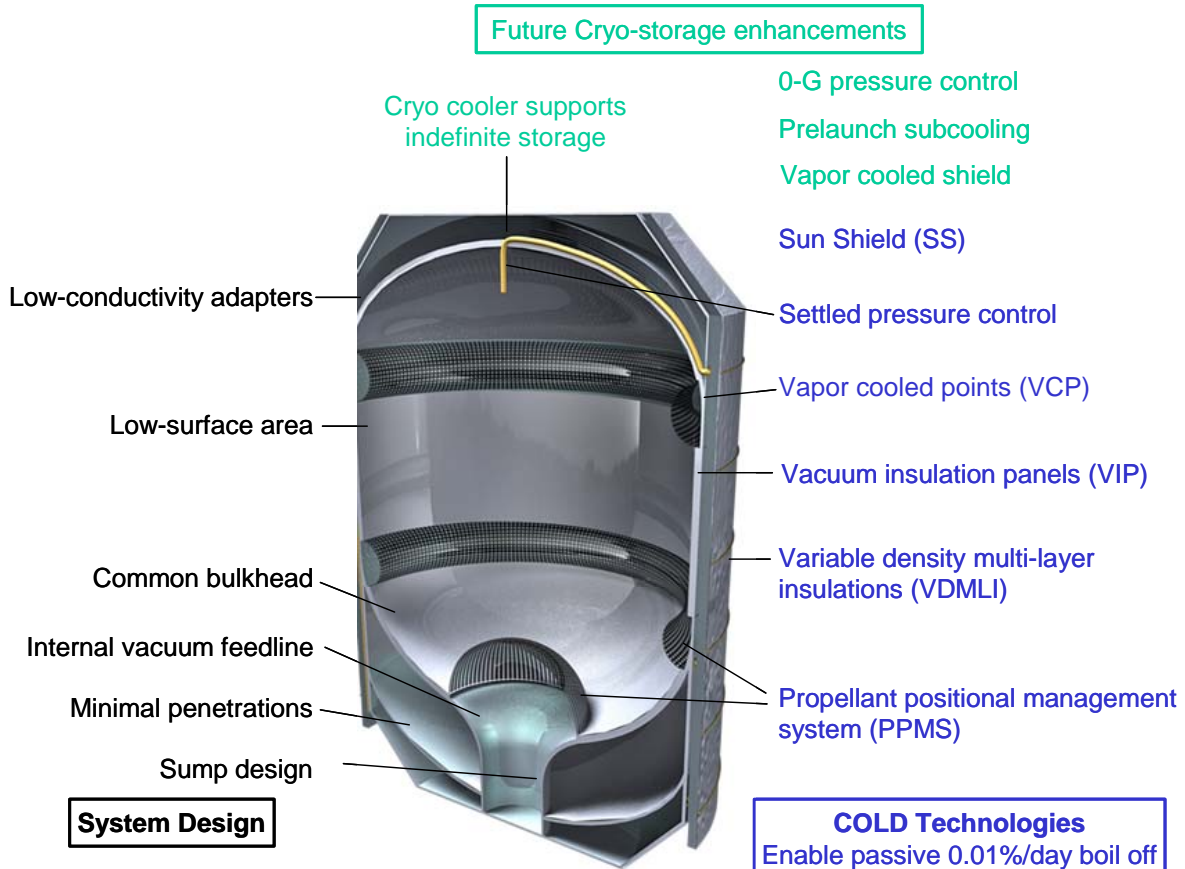 Future Cryo-storage enhancements
Cryo cooler supports
indefinite storage
0-G pressure control
Prelaunch subcooling
Vapor cooled shield
Sun Shield (SS)
Low-conductivity adapters
Settled pressure control
Vapor cooled points (VCP)
Low-surface area
Vacuum insulation panels (VIP)
Common bulkhead
Variable density multi-layer
insulations (VDMLI)
Internal vacuum feedline
Minimal penetrations
Propellant positional management
system (PPMS)
Sump design
System Design
COLD Technologies
Enable passive 0.01%/day boil off